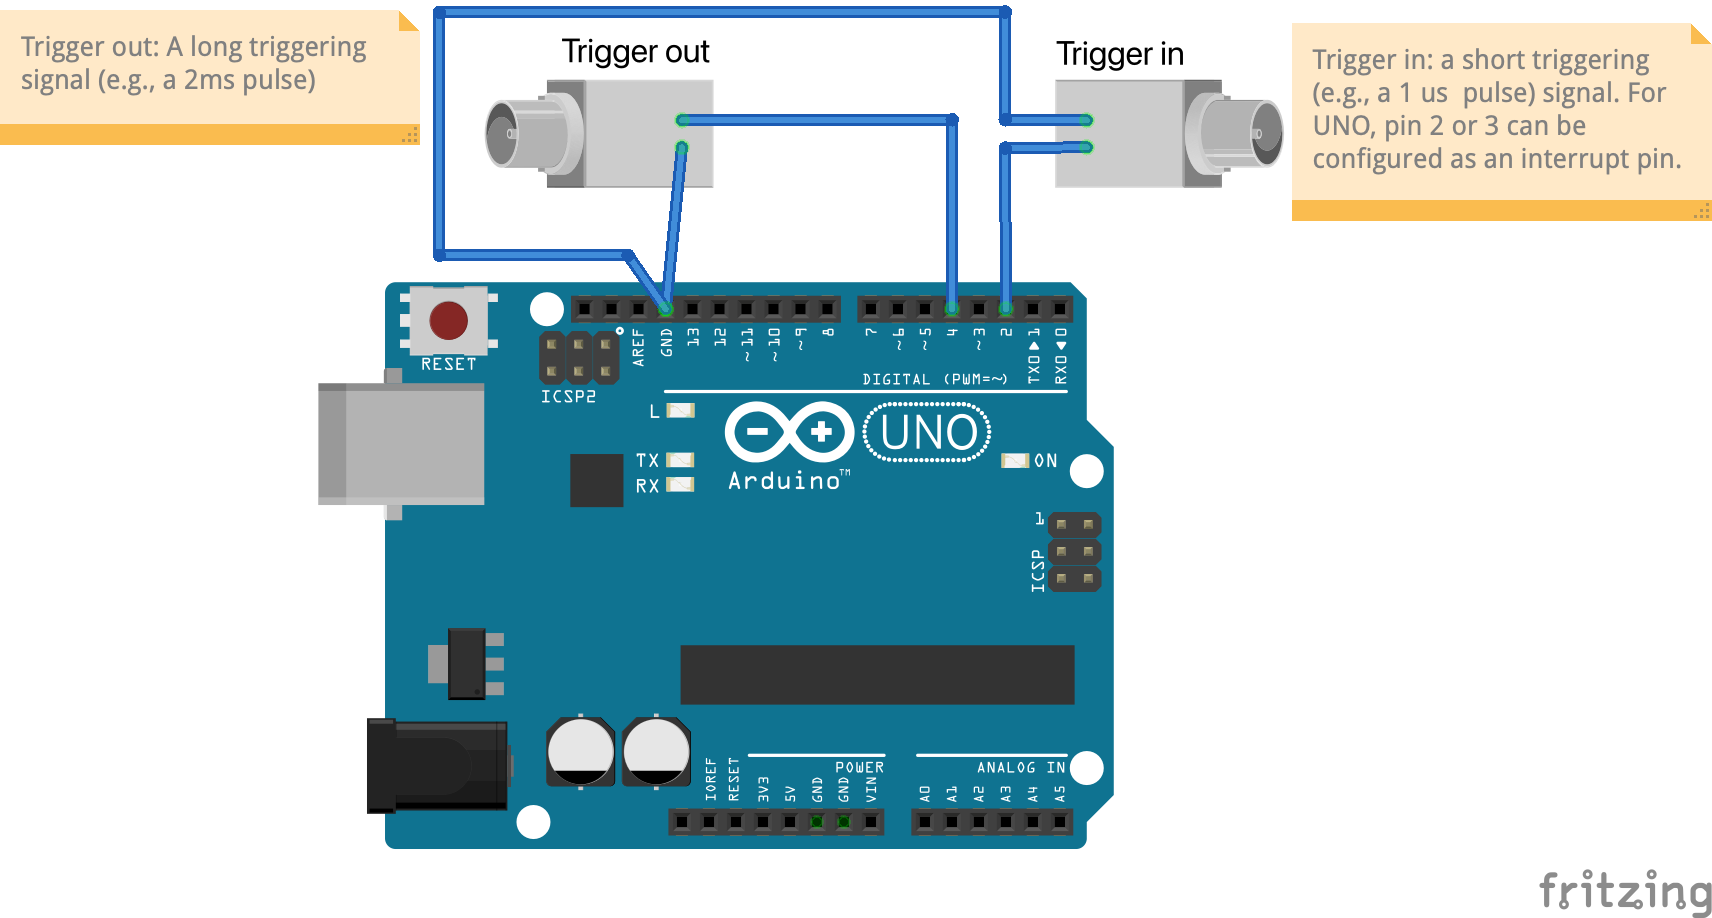 Trigger out: A long triggering
signal (e.g., a 2ms pulse)
Trigger out
Trigger in
Trigger in: a short triggering
(e.g., a 1 us  pulse) signal. For
UNO, pin 2 or 3 can be
configured as an interrupt pin.
RESET
ICSP2
AREF
GND
13
12
~11
~10
~9
8
7
~6
~5
4
~3
2
TXO▶1
RXO◀0
DIGITAL (PWM=~)
L
TX
RX
Arduino™
UNO
ON
1
ICSP
IOREF
RESET
3V3
5V
GND
GND
VIN
POWER
ANALOG IN
A0
A1
A2
A3
A4
A5
fritzing